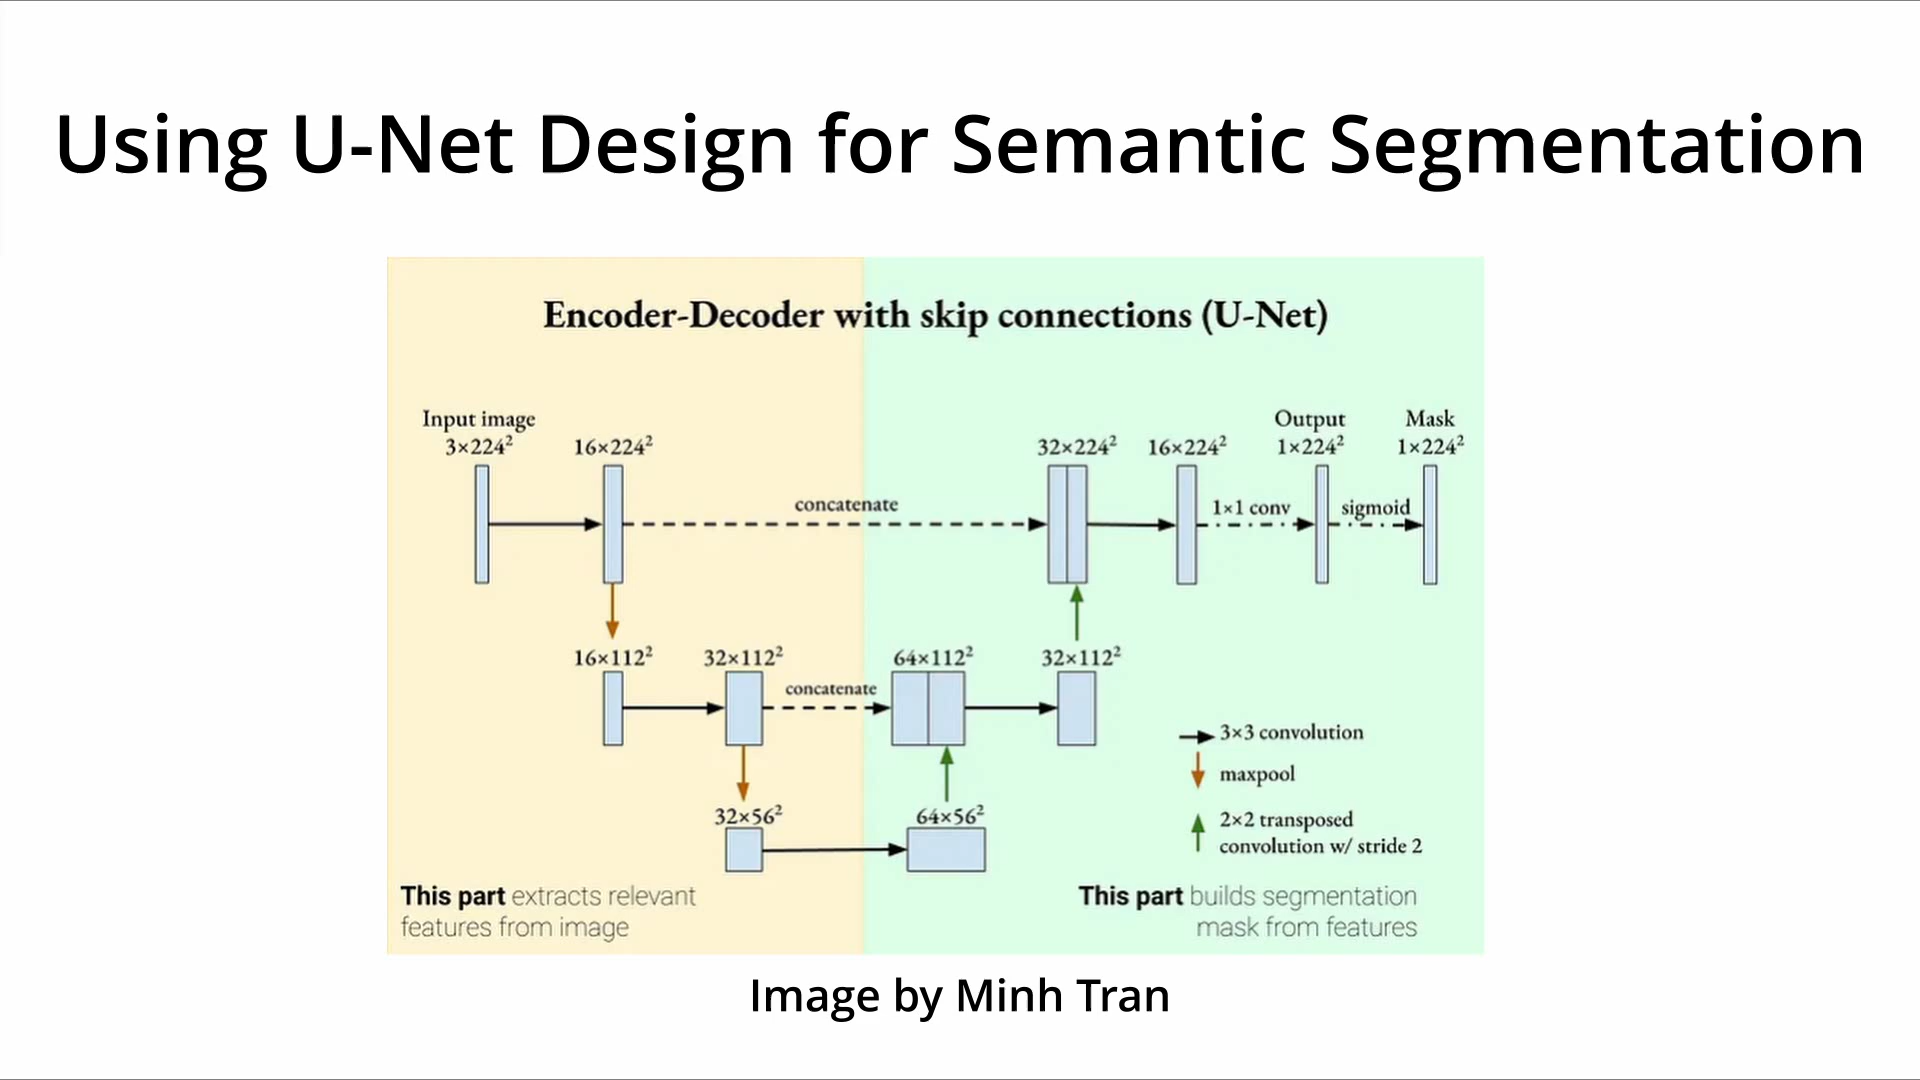 Using U-Net Design for Semantic Segmentation
Encoder-Decoder with skip connections (U-Net)
Input image
3×224²
16×224²
32×224²
16×224²
Output
1×224²
Mask
1×224²
concatenate
1×1 conv
sigmoid
16×112²
32×112²
64×112²
32×112²
concatenate
3×3 convolution
maxpool
2×2 transposed
convolution w/ stride 2
32×56²
64×56²
This part extracts relevant
features from image
This part builds segmentation
mask from features
Image by Minh Tran